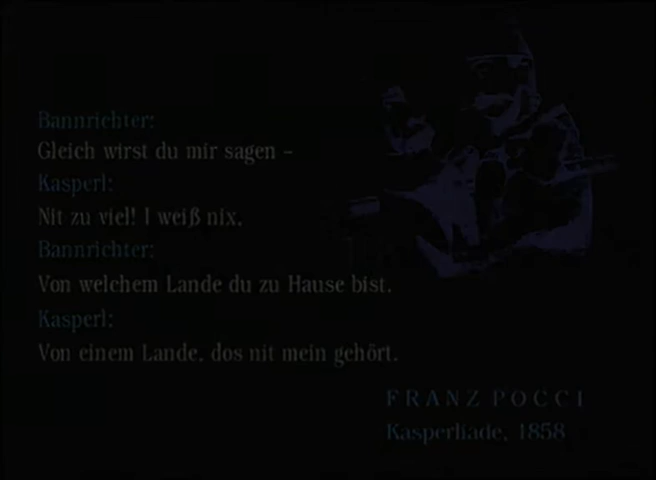 Bannrichter:
Gleich wirst du mir sagen –
Kasperl:
Nit zu viel! I weiß nix.
Bannrichter:
Von welchem Lande du zu Hause bist.
Kasperl:
Von einem Lande, dos nit mein gehört.
FRANZ POCCI
Kasperliade, 1858